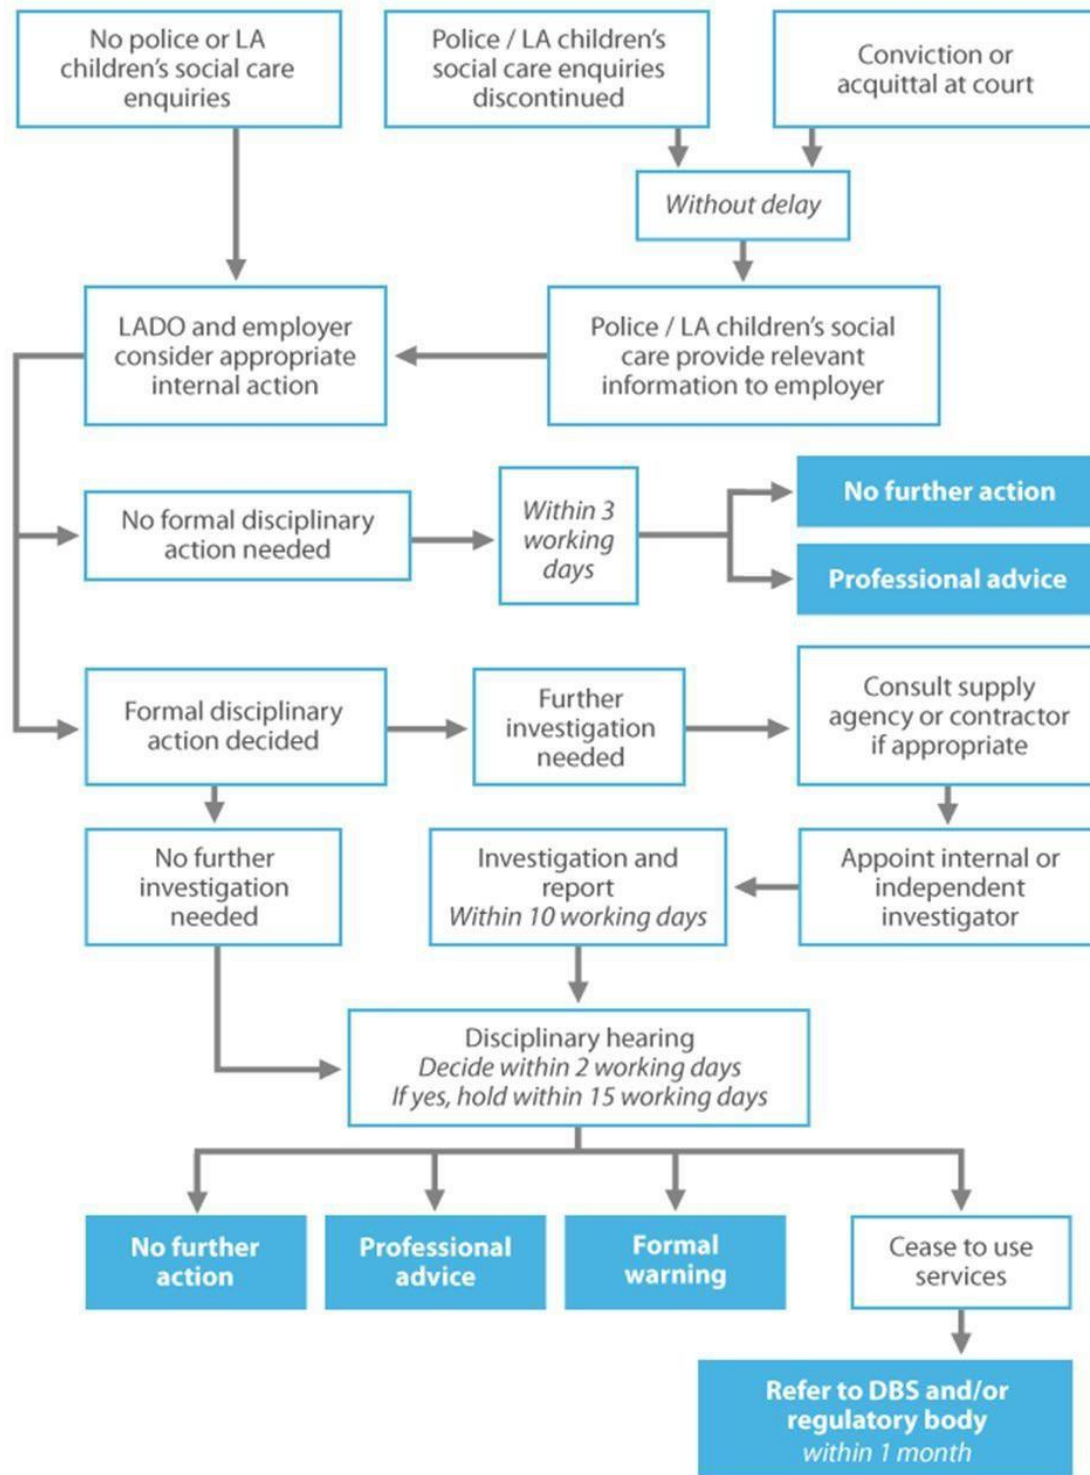 No police or LA
children's social care
enquiries
Police / LA children's
social care enquiries
discontinued
Conviction or
acquittal at court
Without delay
LADO and employer
consider appropriate
internal action
Police / LA children's social
care provide relevant
information to employer
No formal disciplinary
action needed
Within 3
working
days
No further action
Professional advice
Formal disciplinary
action decided
Further
investigation
needed
Consult supply
agency or contractor
if appropriate
No further
investigation
needed
Investigation and
report
Within 10 working days
Appoint internal or
independent
investigator
Disciplinary hearing
Decide within 2 working days
If yes, hold within 15 working days
No further
action
Professional
advice
Formal
warning
Cease to use
services
Refer to DBS and/or
regulatory body
within 1 month